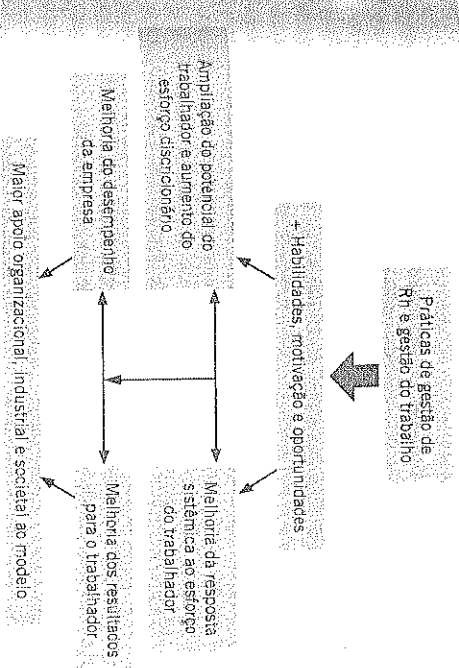 Práticas de gestão de
Rh e gestão do trabalho
+ Habilidades, motivação e oportunidades
Ampliação do potencial do
trabalhador e aumento do
esforço discricionário
Melhoria da resposta
sistêmica ao esforço
do trabalhador
Melhoria do desempenho
da empresa
Melhoria dos resultados
para o trabalhador
Maior apoio organizacional, industrial e societal ao modelo